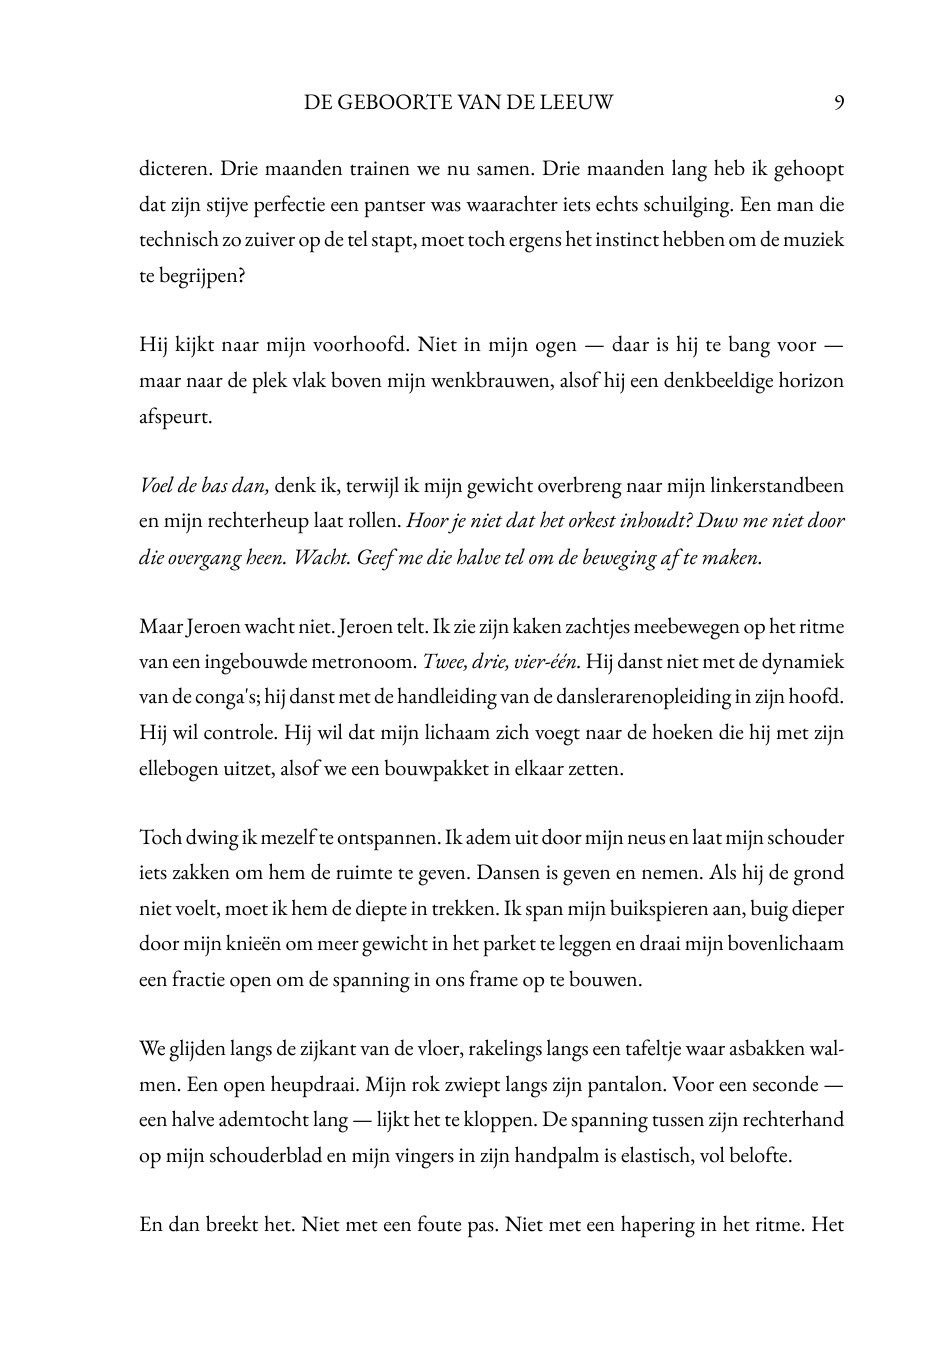 DE GEBOORTE VAN DE LEEUW 9
dicteren. Drie maanden trainen we nu samen. Drie maanden lang heb ik gehoopt
dat zijn stijve perfectie een pantser was waarachter iets echts schuilging. Een man die
technisch zo zuiver op de tel stapt, moet toch ergens het instinct hebben om de muziek
te begrijpen?
Hij kijkt naar mijn voorhoofd. Niet in mijn ogen — daar is hij te bang voor —
maar naar de plek vlak boven mijn wenkbrauwen, alsof hij een denkbeeldige horizon
afspeurt.
Voel de bas dan, denk ik, terwijl ik mijn gewicht overbreng naar mijn linkerstandbeen
en mijn rechterheup laat rollen. Hoor je niet dat het orkest inhoudt? Duw me niet door
die overgang heen. Wacht. Geef me die halve tel om de beweging af te maken.
Maar Jeroen wacht niet. Jeroen telt. Ik zie zijn kaken zachtjes meebewegen op het ritme
van een ingebouwde metronoom. Twee, drie, vier-één. Hij danst niet met de dynamiek
van de conga's; hij danst met de handleiding van de danslerarenopleiding in zijn hoofd.
Hij wil controle. Hij wil dat mijn lichaam zich voegt naar de hoeken die hij met zijn
ellebogen uitzet, alsof we een bouwpakket in elkaar zetten.
Toch dwing ik mezelf te ontspannen. Ik adem uit door mijn neus en laat mijn schouder
iets zakken om hem de ruimte te geven. Dansen is geven en nemen. Als hij de grond
niet voelt, moet ik hem de diepte in trekken. Ik span mijn buikspieren aan, buig dieper
door mijn knieën om meer gewicht in het parket te leggen en draai mijn bovenlichaam
een fractie open om de spanning in ons frame op te bouwen.
We glijden langs de zijkant van de vloer, rakelings langs een tafeltje waar asbakken wal-
men. Een open heupdraai. Mijn rok zwiept langs zijn pantalon. Voor een seconde —
een halve ademtocht lang — lijkt het te kloppen. De spanning tussen zijn rechterhand
op mijn schouderblad en mijn vingers in zijn handpalm is elastisch, vol belofte.
En dan breekt het. Niet met een foute pas. Niet met een hapering in het ritme. Het